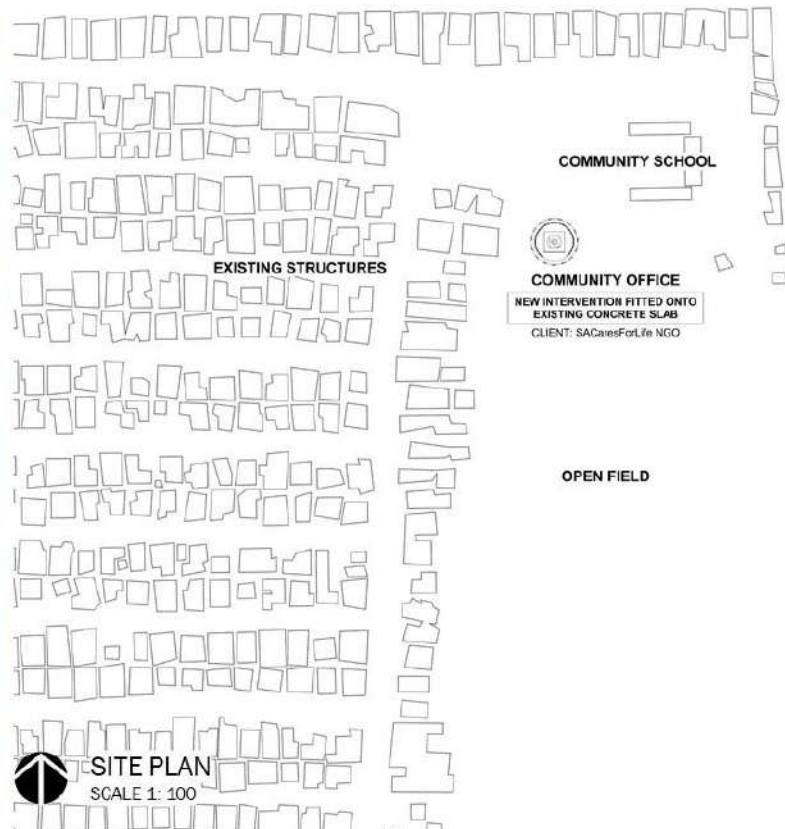 COMMUNITY SCHOOL
EXISTING STRUCTURES
COMMUNITY OFFICE
NEW INTERVENTION FITTED ONTO
EXISTING CONCRETE SLAB
CLIENT: SACaresForLife NGO
OPEN FIELD
SITE PLAN
SCALE 1: 100